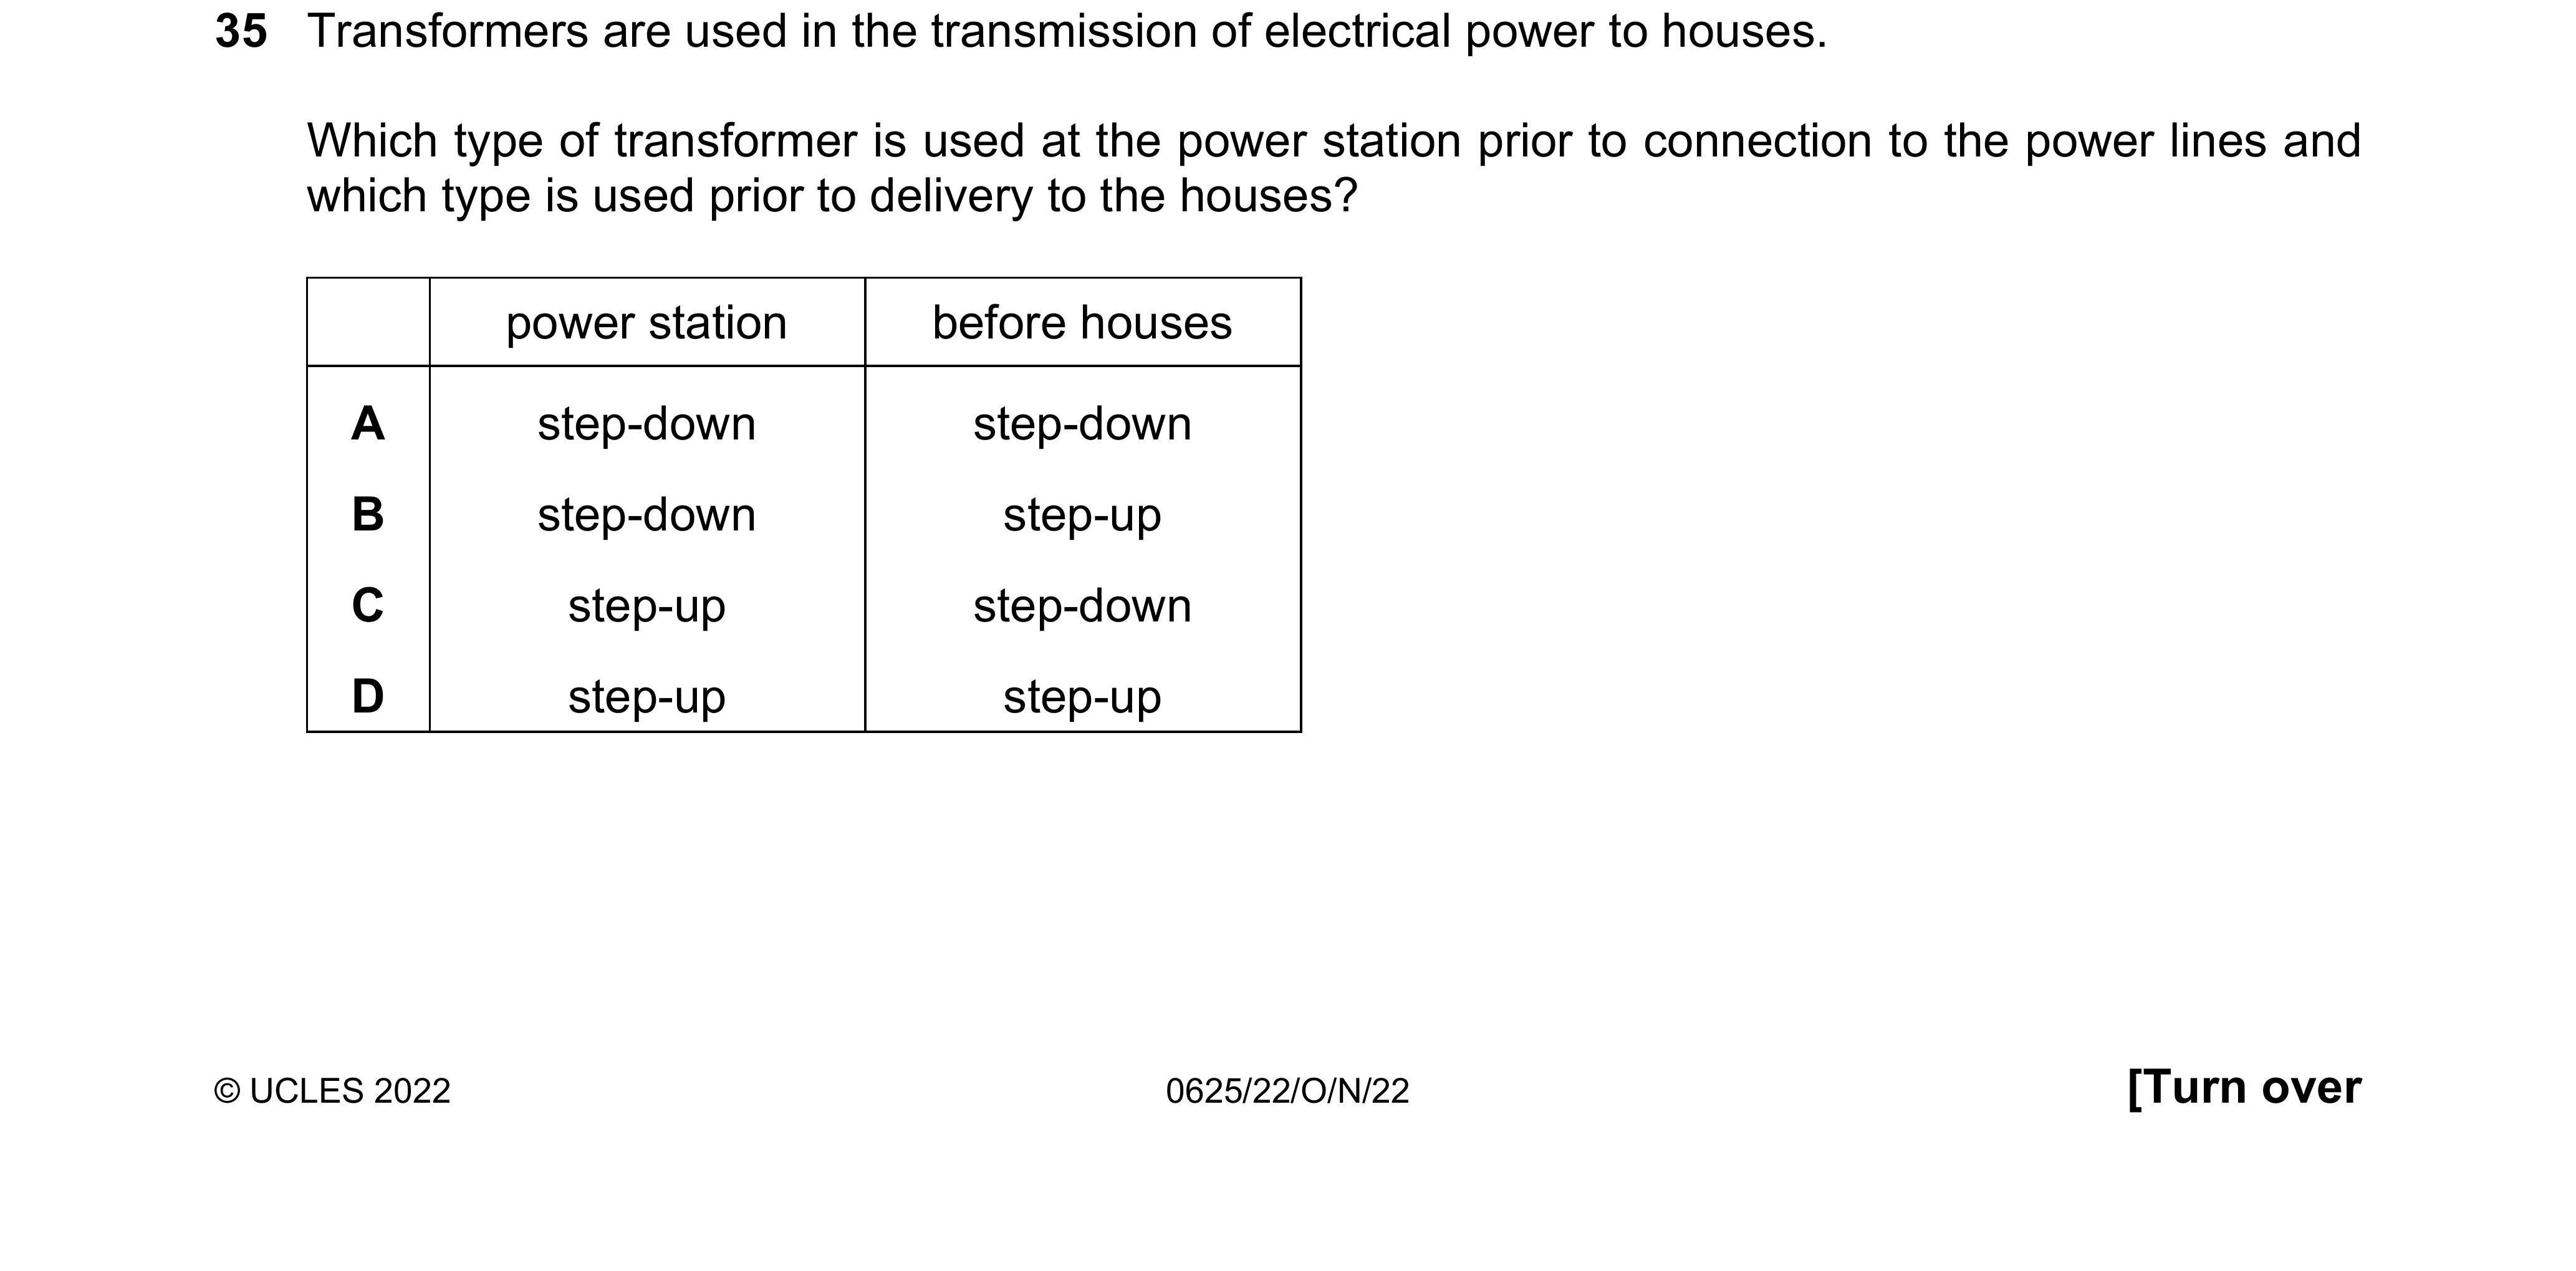 35 Transformers are used in the transmission of electrical power to houses.
Which type of transformer is used at the power station prior to connection to the power lines and
which type is used prior to delivery to the houses?
power station before houses
A step-down step-down
B step-down step-up
C step-up step-down
D step-up step-up
© UCLES 2022 0625/22/O/N/22 [Turn over